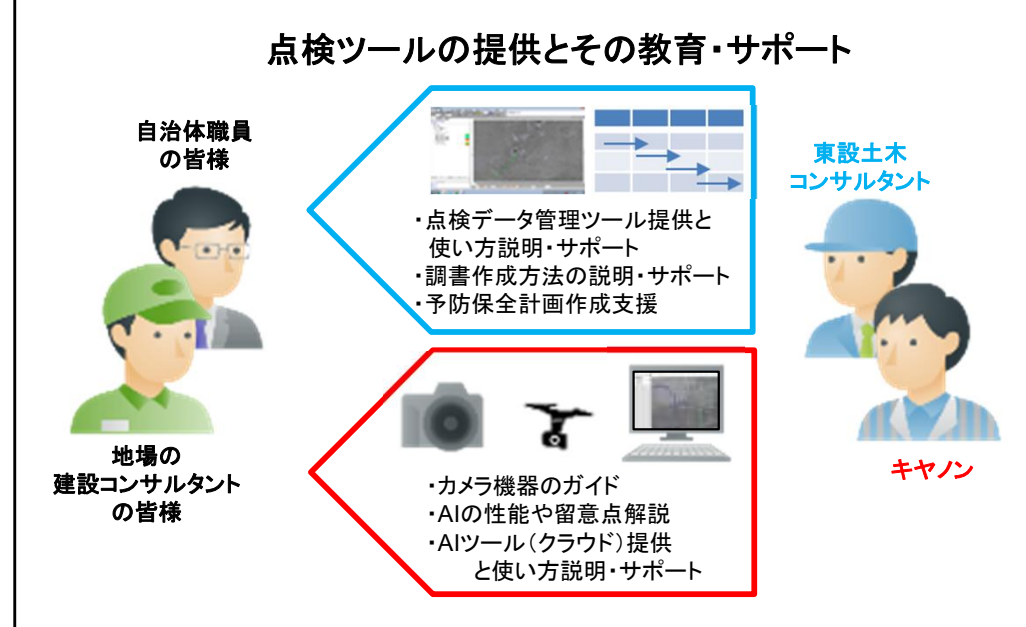 点検ツールの提供とその教育・サポート
自治体職員
の皆様
地場の
建設コンサルタント
の皆様
・点検データ管理ツール提供と
使い方説明・サポート
・調書作成方法の説明・サポート
・予防保全計画作成支援
・カメラ機器のガイド
・AIの性能や留意点解説
・AIツール（クラウド）提供
と使い方説明・サポート
東設土木
コンサルタント
キヤノン